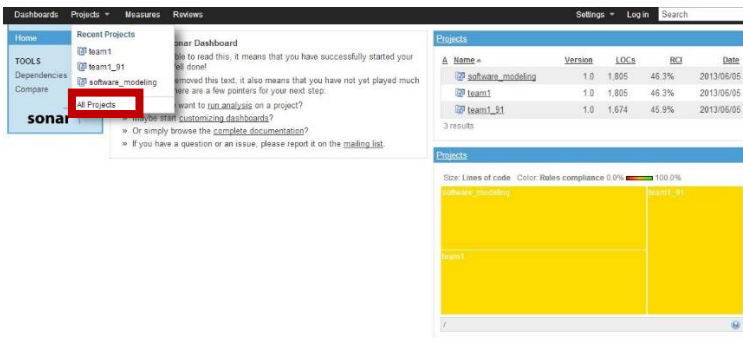 Dashboards Projects Measures Reviews Settings Log in Search
Home
TOOLS
Dependencies
Compare
sonar
Recent Projects
team1
team1_91
software_modeling
All Projects
onar Dashboard
ble to read this, it means that you have successfully started your
ell done!
emoved this text, it also means that you have not yet played much
ere are a few pointers for your next step:
want to run analysis on a project?
» Maybe start customizing dashboards?
» Or simply browse the complete documentation?
» If you have a question or an issue, please report it on the mailing list.
Projects
A Name Version LOCs RCI Date
software_modeling 1.0 1,805 46.3% 2013/06/05
team1 1.0 1,805 46.3% 2013/06/05
team1_91 1.0 1,674 45.9% 2013/06/05
3 results
Projects
Size: Lines of code Color: Rules compliance 0.0% 100.0%
software_modeling
team1_91
team1
/